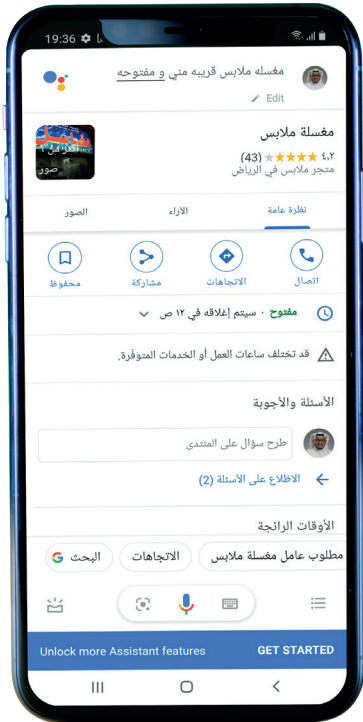 19:36
مغسله ملابس قريبه مني و مفتوحه
Edit
مغسلة ملابس
٤,٢ (43)
متجر ملابس في الرياض
صور
نظرة عامة
الآراء
الصور
اتصال
الاتجاهات
مشاركة
محفوظ
مفتوح · سيتم إغلاقه في ١٢ ص
قد تختلف ساعات العمل أو الخدمات المتوفّرة.
الأسئلة والأجوبة
طرح سؤال على المنتدى
الاطلاع على الأسئلة (2)
الأوقات الرائجة
مطلوب عامل مغسلة ملابس
الاتجاهات
البحث G
Unlock more Assistant features
GET STARTED